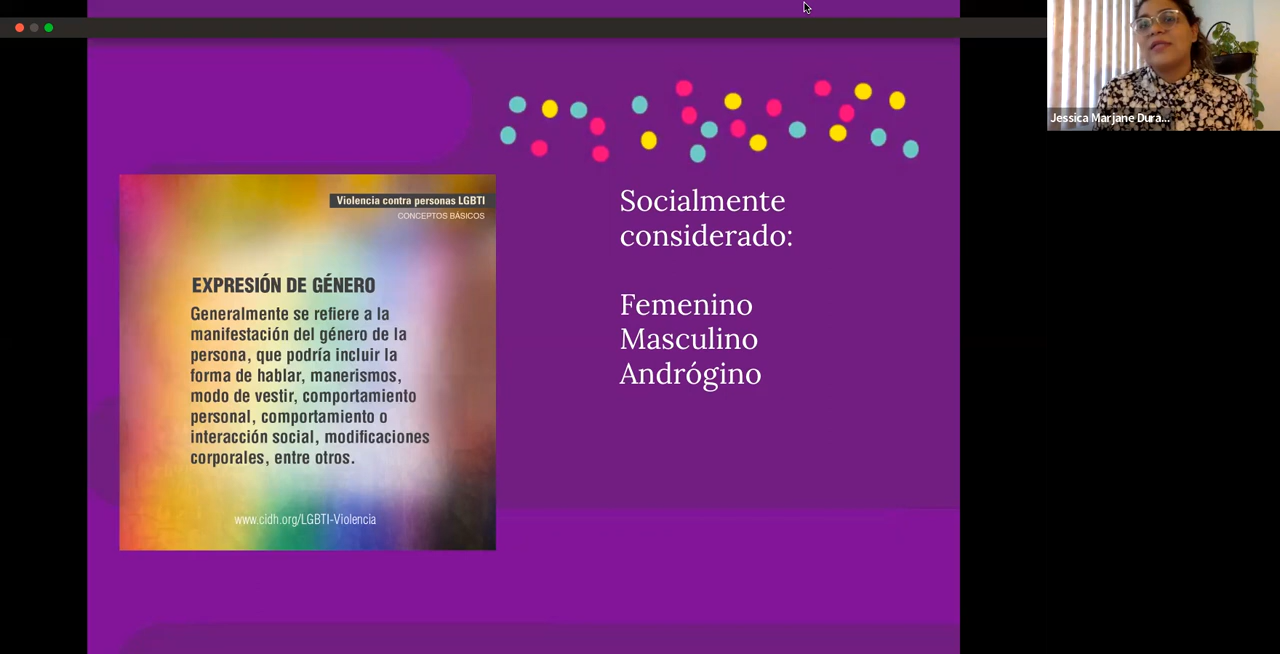 Jessica Marjane Dura...
Violencia contra personas LGBTI
CONCEPTOS BÁSICOS
EXPRESIÓN DE GÉNERO
Generalmente se refiere a la
manifestación del género de la
persona, que podría incluir la
forma de hablar, manerismos,
modo de vestir, comportamiento
personal, comportamiento o
interacción social, modificaciones
corporales, entre otros.
www.cidh.org/LGBTI-Violencia
Socialmente
considerado:
Femenino
Masculino
Andrógino